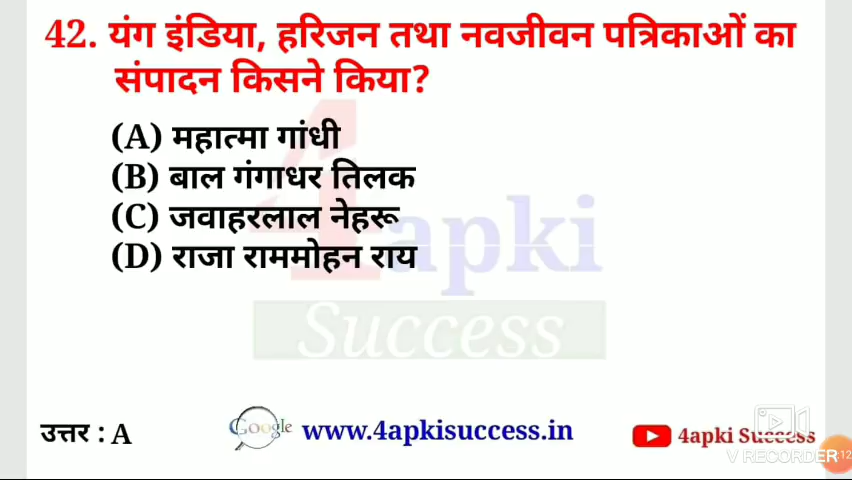 42. यंग इंडिया, हरिजन तथा नवजीवन पत्रिकाओं का
संपादन किसने किया?
(A) महात्मा गांधी
(B) बाल गंगाधर तिलक
(C) जवाहरलाल नेहरू
(D) राजा राममोहन राय
4apki
Success
उत्तर : A
Google www.4apkisuccess.in
4apki Success
V RECORDER
:12